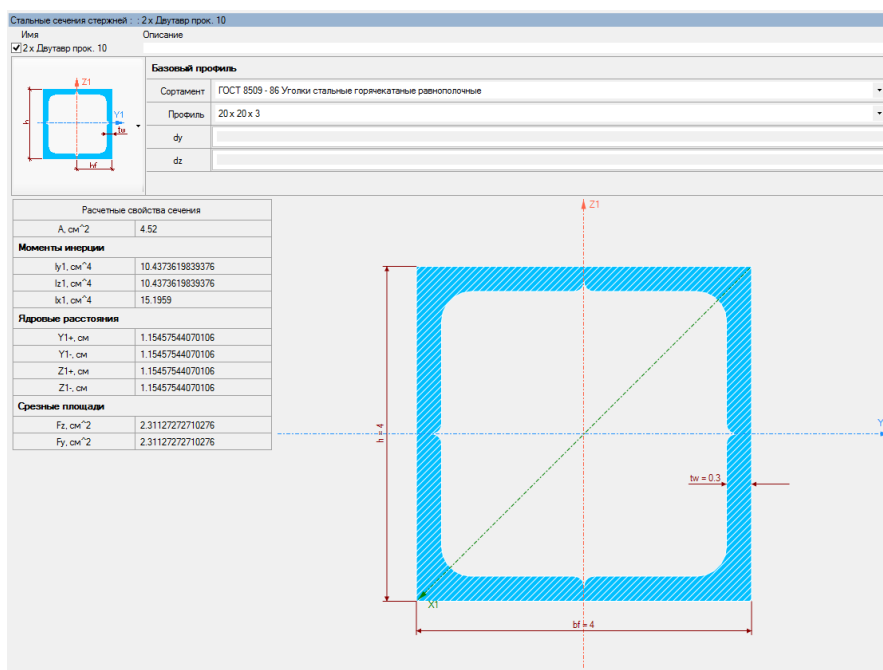 Стальные сечения стержней : : 2 x Двутавр прок. 10
Имя Описание
2 x Двутавр прок. 10
Z1
Y1
h
tw
bf
Базовый профиль
Сортамент ГОСТ 8509 - 86 Уголки стальные горячекатаные равнополочные
Профиль 20 x 20 x 3
dy
dz
Расчетные свойства сечения
A, см^2 4.52
Моменты инерции
Iy1, см^4 10.4373619839376
Iz1, см^4 10.4373619839376
Ix1, см^4 15.1959
Ядровые расстояния
Y1+, см 1.15457544070106
Y1-, см 1.15457544070106
Z1+, см 1.15457544070106
Z1-, см 1.15457544070106
Срезные площади
Fz, см^2 2.31127272710276
Fy, см^2 2.31127272710276
Z1
Y
h = 4
tw = 0.3
X1
bf = 4